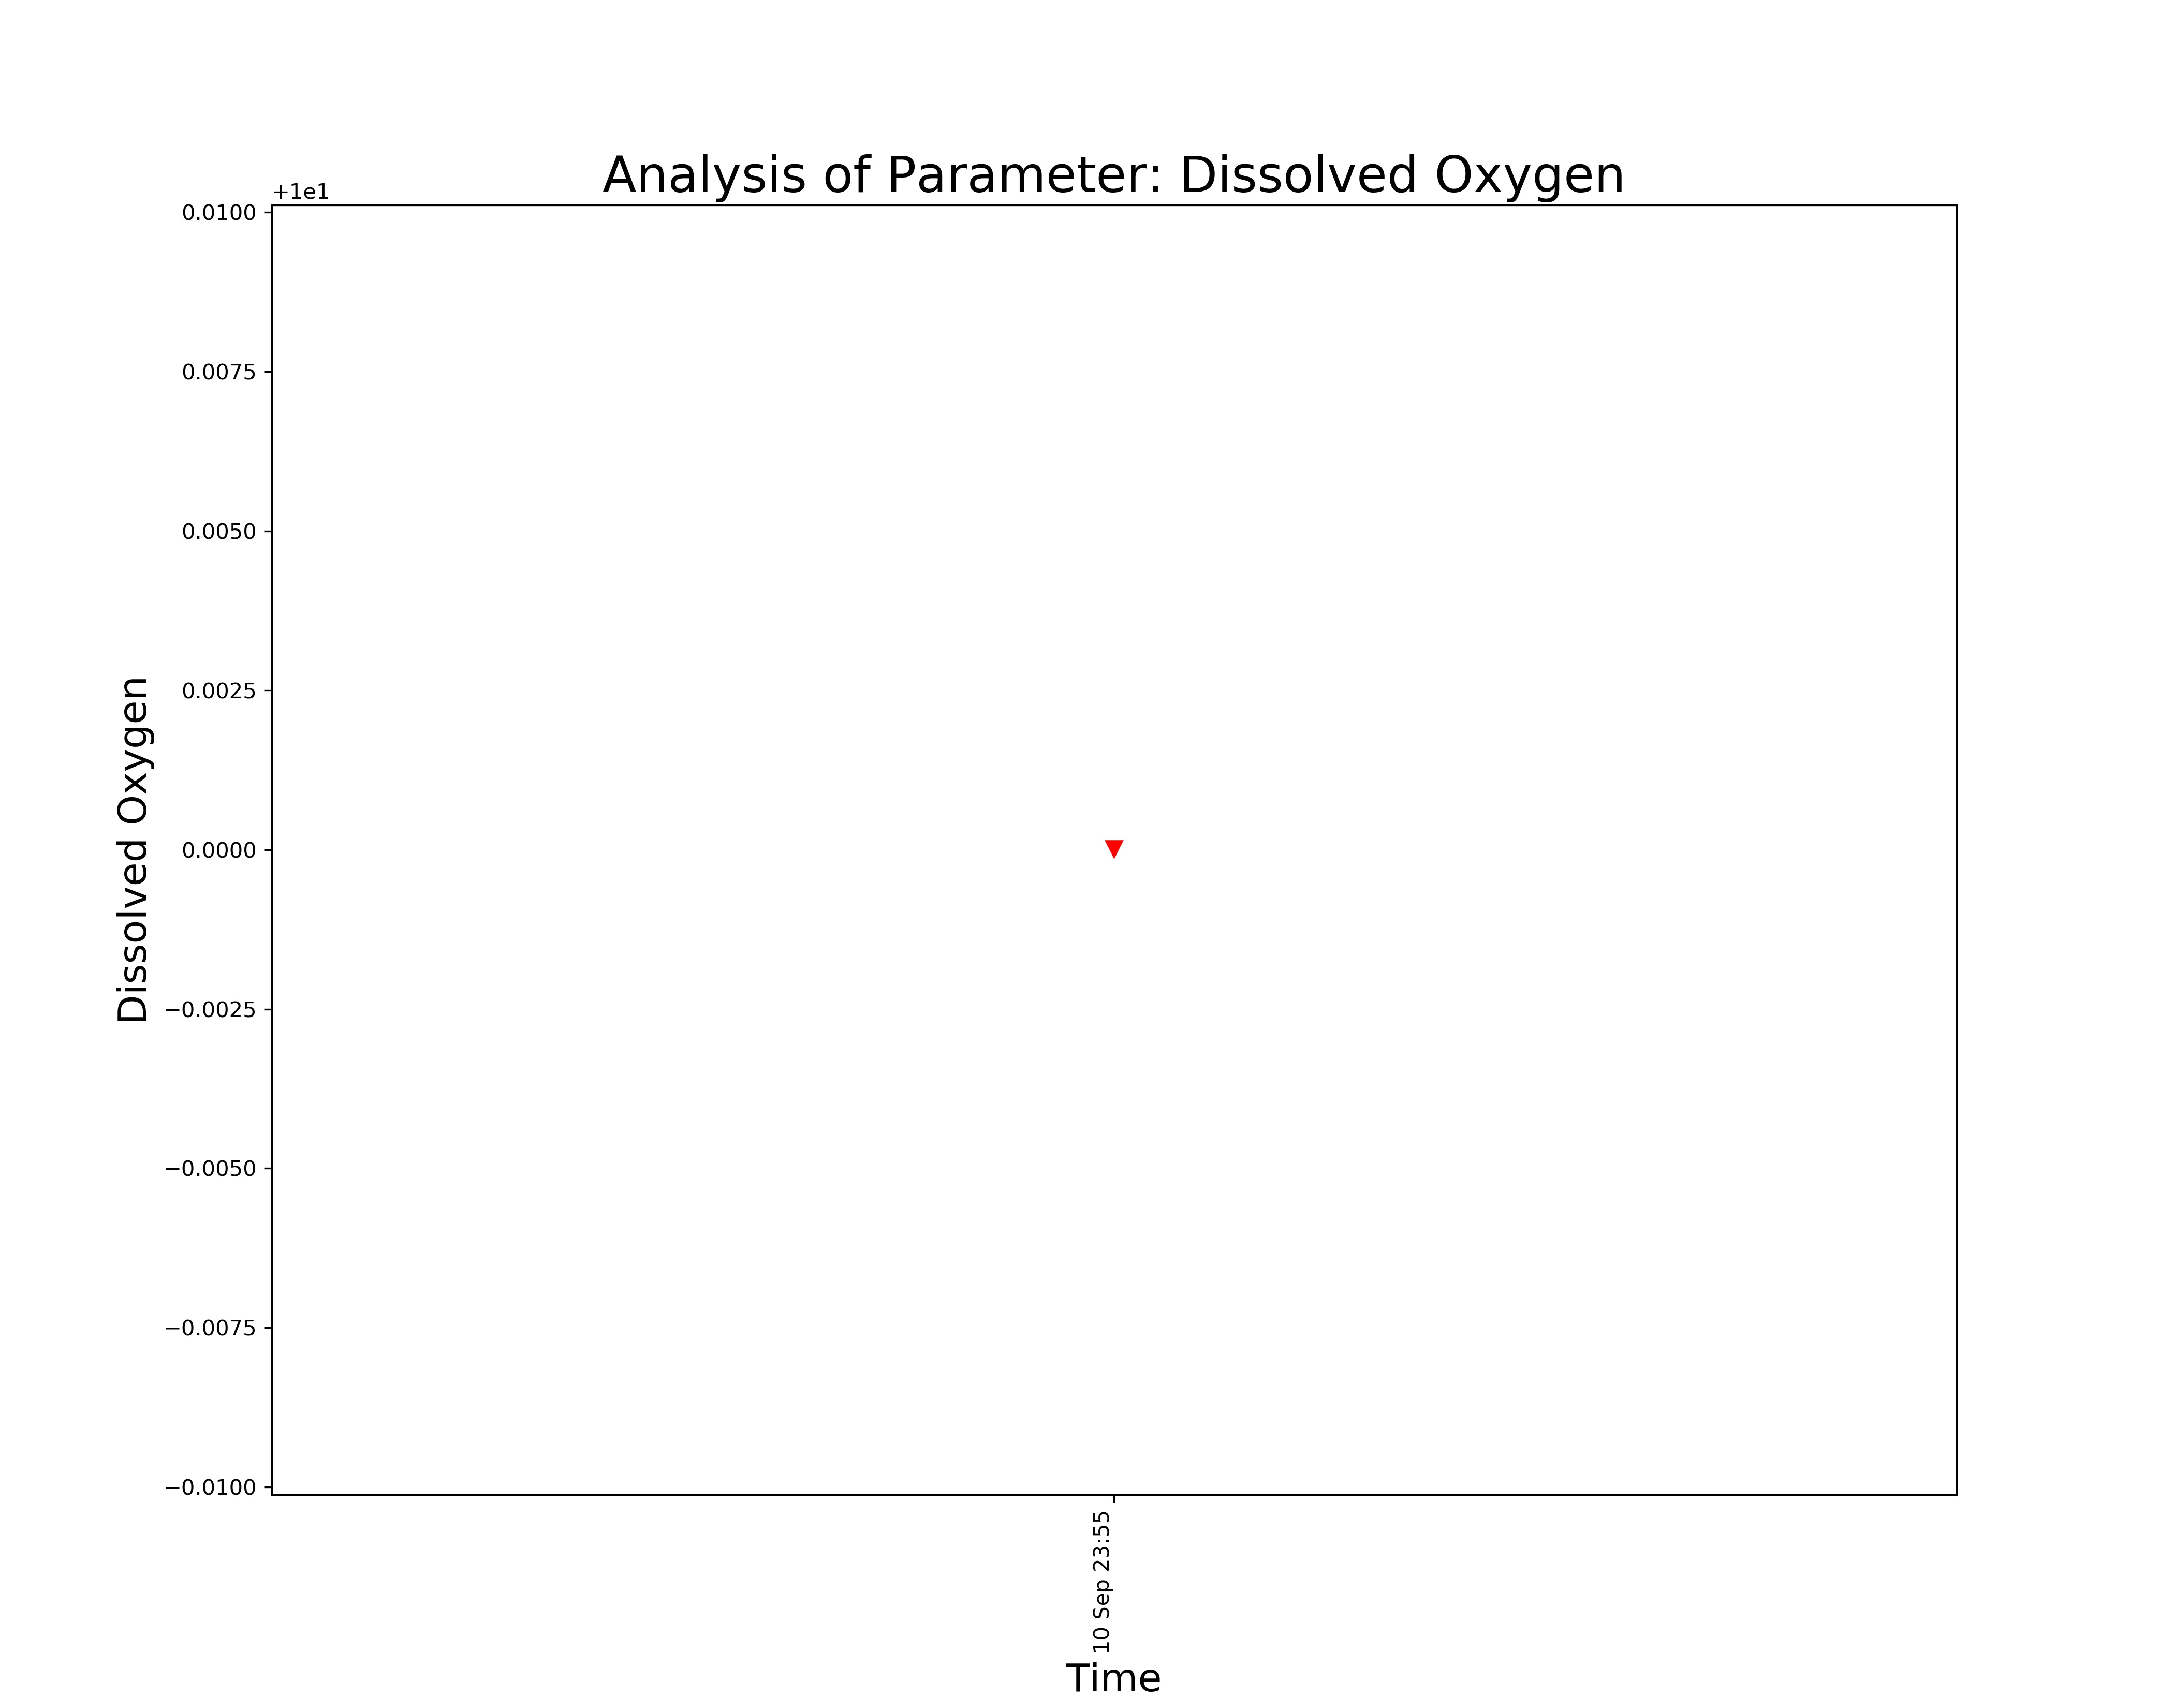 Analysis of Parameter: Dissolved Oxygen
+1e1
0.0100
0.0075
0.0050
0.0025
0.0000
−0.0025
−0.0050
−0.0075
−0.0100
Dissolved Oxygen
10 Sep 23:55
Time